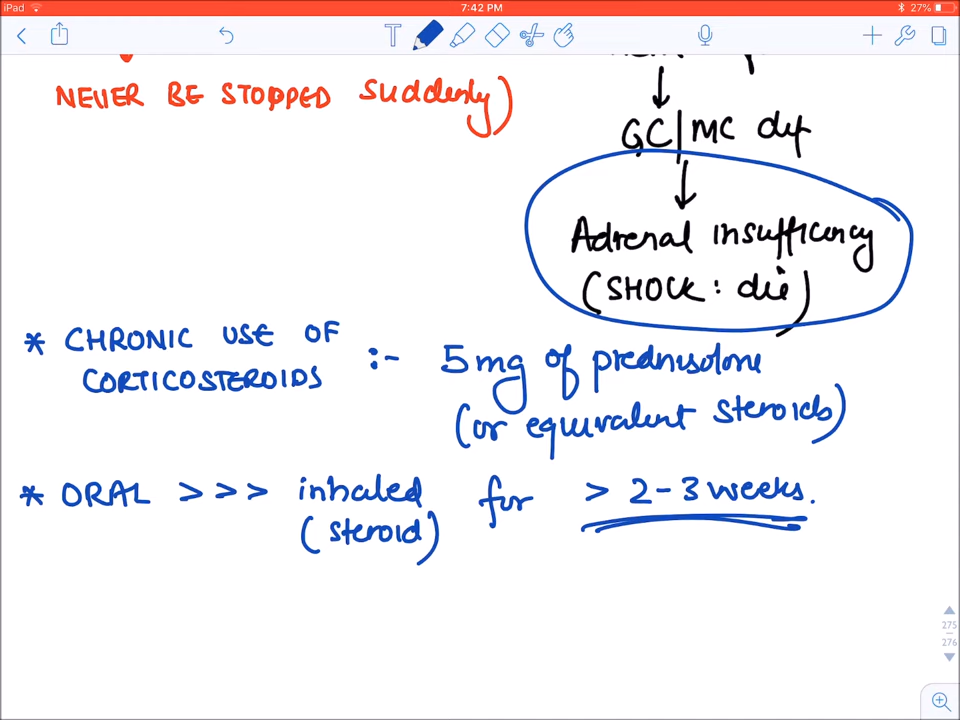 iPad 7:42 PM 27%
T
NEVER BE STOPPED suddenly)
GC/MC def
Adrenal insufficiency
(SHOCK: die)
* CHRONIC USE OF
CORTICOSTEROIDS :- 5mg of prednisolone
(or equivalent steroids)
* ORAL >>> inhaled for > 2-3 weeks.
(steroid)
275
276